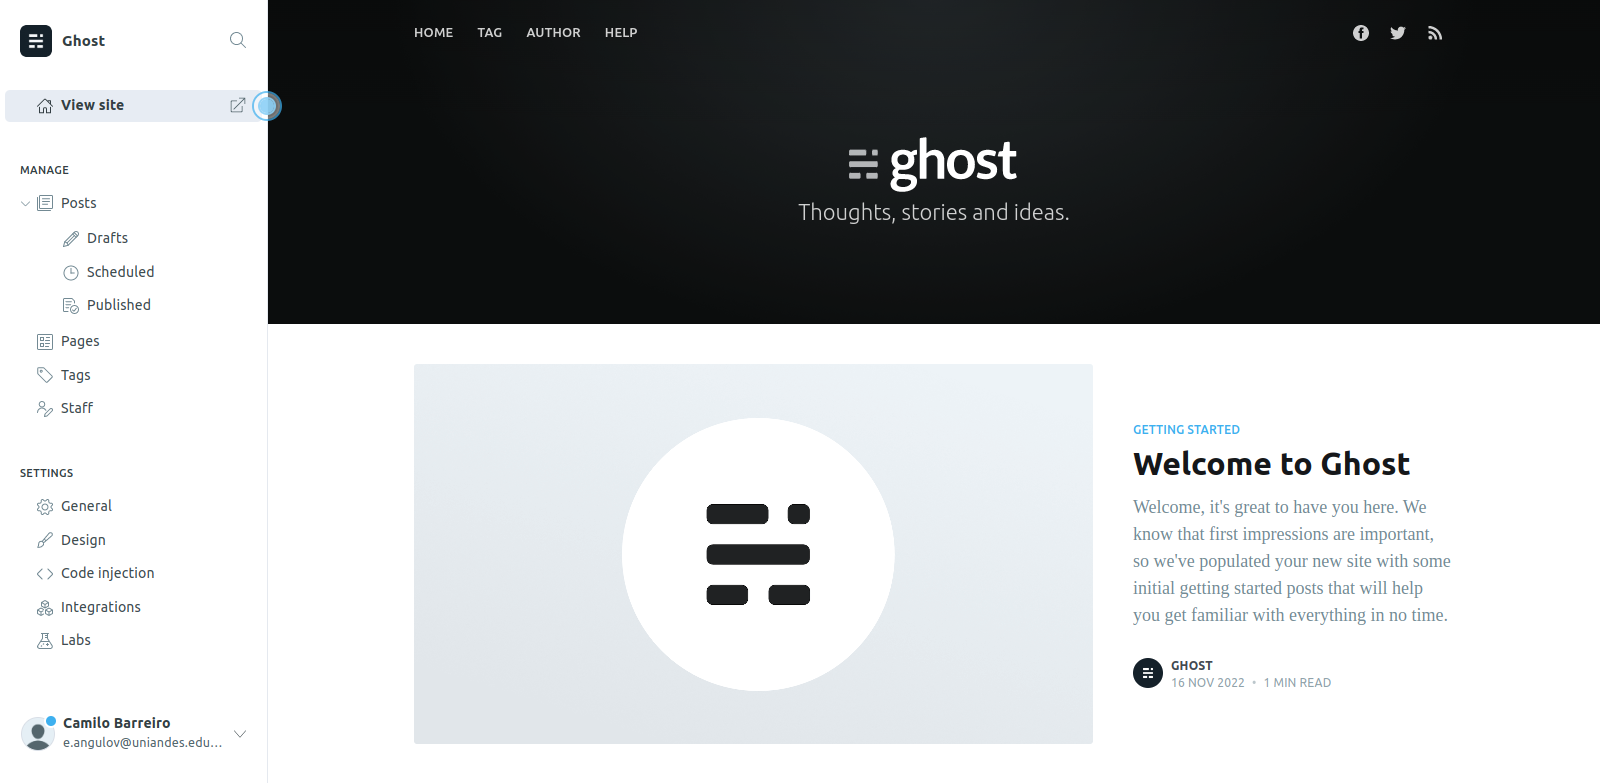 Ghost
View site
MANAGE
Posts
Drafts
Scheduled
Published
Pages
Tags
Staff
SETTINGS
General
Design
Code injection
Integrations
Labs
Camilo Barreiro
e.angulov@uniandes.edu...
HOME TAG AUTHOR HELP
ghost
Thoughts, stories and ideas.
GETTING STARTED
Welcome to Ghost
Welcome, it's great to have you here. We
know that first impressions are important,
so we've populated your new site with some
initial getting started posts that will help
you get familiar with everything in no time.
GHOST
16 NOV 2022 • 1 MIN READ